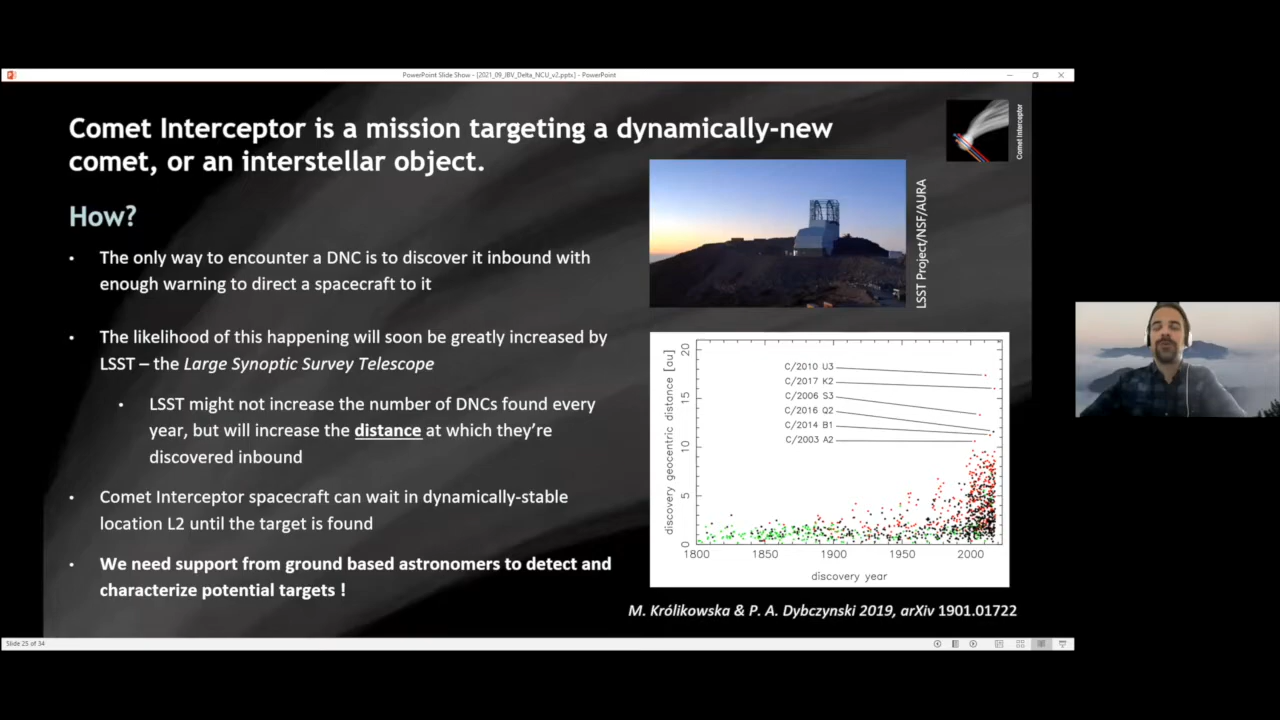 PowerPoint Slide Show - [2021_09_JBV_Delta_NCU_v2.pptx] - PowerPoint
Comet Interceptor is a mission targeting a dynamically-new
comet, or an interstellar object.
Comet Interceptor
How?
• The only way to encounter a DNC is to discover it inbound with
enough warning to direct a spacecraft to it
• The likelihood of this happening will soon be greatly increased by
LSST – the Large Synoptic Survey Telescope
• LSST might not increase the number of DNCs found every
year, but will increase the distance at which they're
discovered inbound
• Comet Interceptor spacecraft can wait in dynamically-stable
location L2 until the target is found
• We need support from ground based astronomers to detect and
characterize potential targets !
LSST Project/NSF/AURA
discovery geocentric distance [au]
20
15
10
5
0
C/2010 U3
C/2017 K2
C/2006 S3
C/2016 Q2
C/2014 B1
C/2003 A2
1800 1850 1900 1950 2000
discovery year
M. Królikowska & P. A. Dybczynski 2019, arXiv 1901.01722
Slide 25 of 34